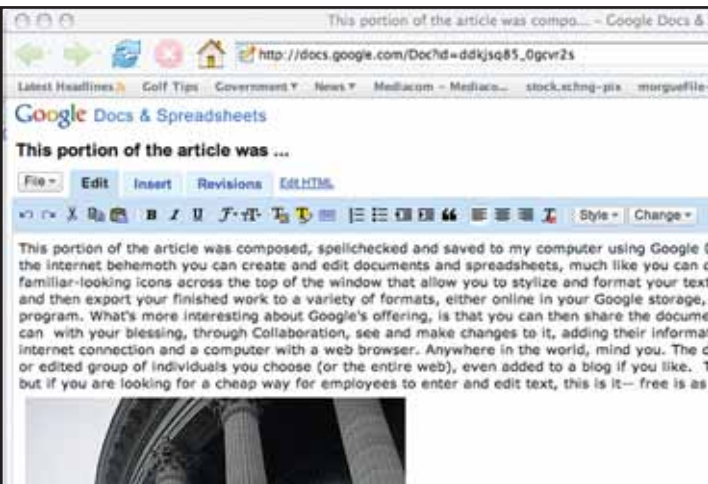 This portion of the article was compo... – Google Docs &
http://docs.google.com/Doc?id=ddkjsq85_0gcvr2s
Latest Headlines Golf Tips Government ▾ News ▾ Mediacom – Mediaco... stock.xchng-pix morguefile-
Google Docs & Spreadsheets
This portion of the article was ...
File ▾ Edit Insert Revisions Edit HTML
B I U Style ▾ Change ▾
This portion of the article was composed, spellchecked and saved to my computer using Google
the internet behemoth you can create and edit documents and spreadsheets, much like you can
familiar-looking icons across the top of the window that allow you to stylize and format your text
and then export your finished work to a variety of formats, either online in your Google storage,
program. What's more interesting about Google's offering, is that you can then share the docume
can with your blessing, through Collaboration, see and make changes to it, adding their informat
internet connection and a computer with a web browser. Anywhere in the world, mind you. The
or edited group of individuals you choose (or the entire web), even added to a blog if you like.
but if you are looking for a cheap way for employees to enter and edit text, this is it-- free is as